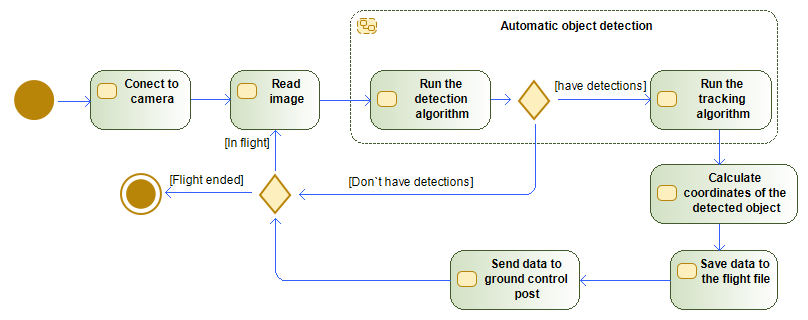 Automatic object detection
Conect to
camera
Read
image
Run the
detection
algorithm
[have detections]
Run the
tracking
algorithm
[In flight]
[Flight ended]
[Don`t have detections]
Calculate
coordinates of the
detected object
Send data to
ground control
post
Save data to
the flight file